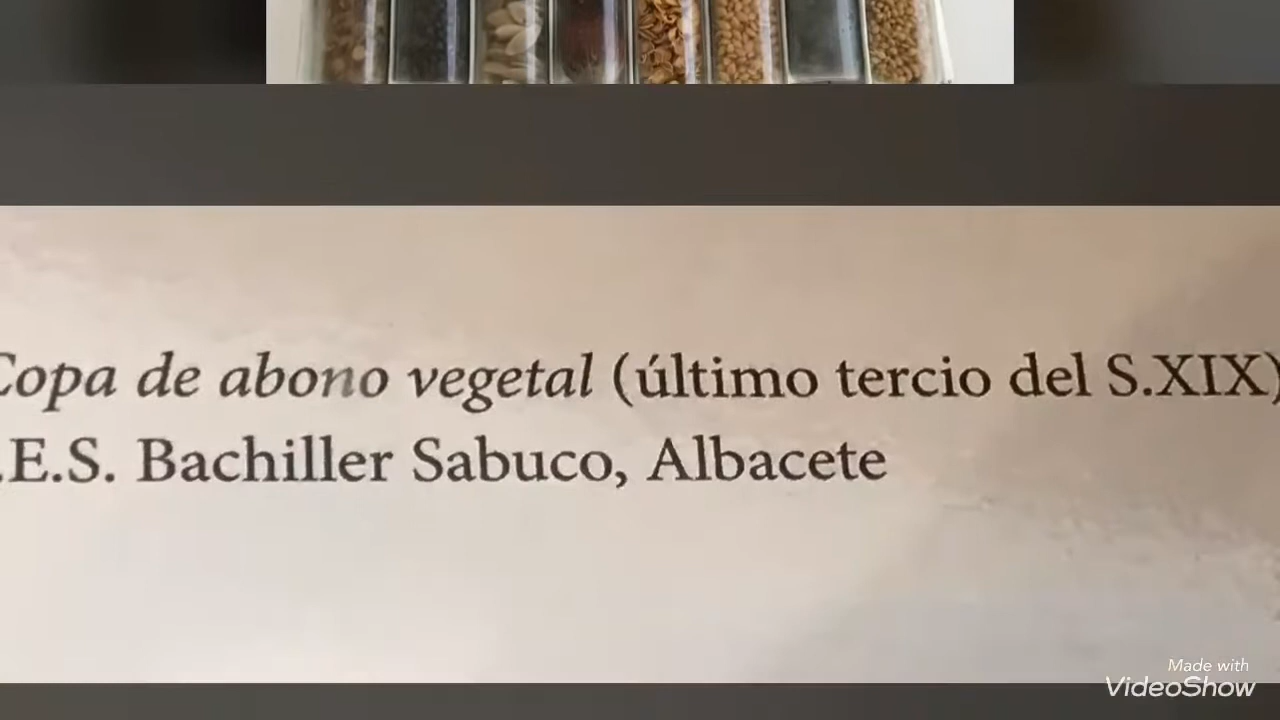 Copa de abono vegetal (último tercio del S.XIX)
.E.S. Bachiller Sabuco, Albacete
Made with
VideoShow